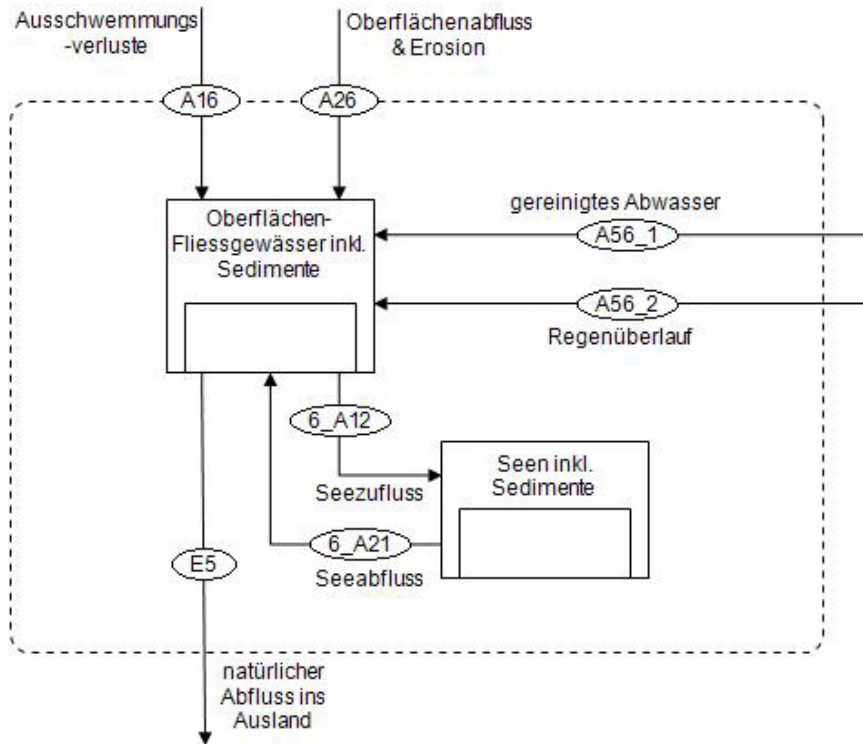 Ausschwemmungs
-verluste
Oberflächenabfluss
& Erosion
A16
A26
Oberflächen-
Fliessgewässer inkl.
Sedimente
gereinigtes Abwasser
A56_1
A56_2
Regenüberlauf
6_A12
Seezufluss
Seen inkl.
Sedimente
6_A21
Seeabfluss
E5
natürlicher
Abfluss ins
Ausland